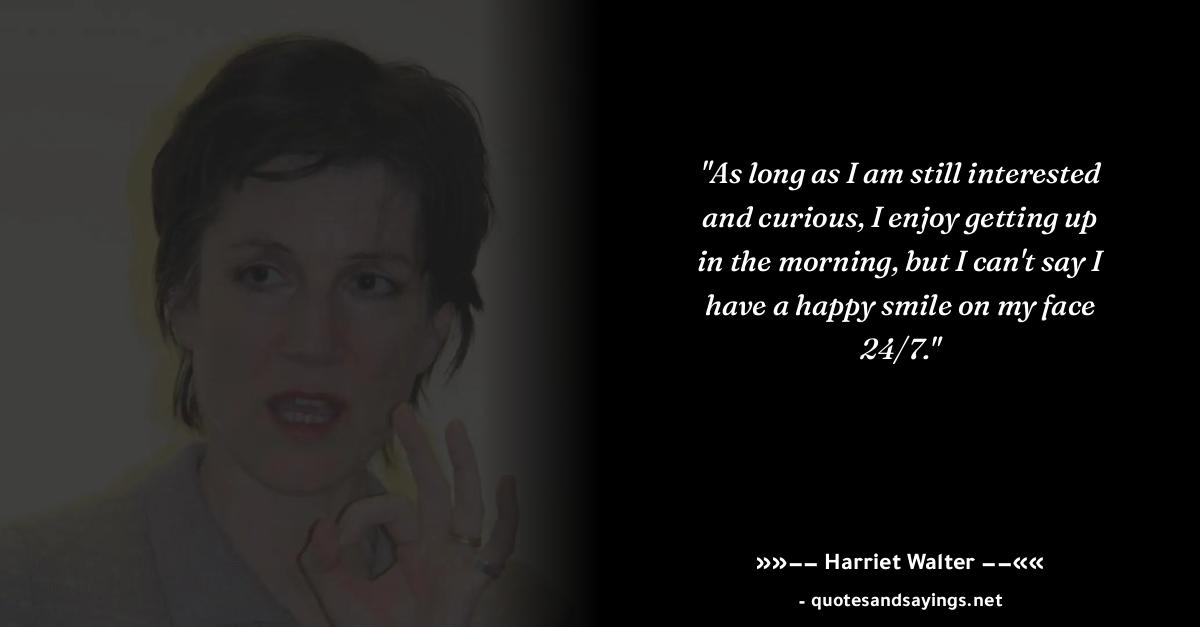 "As long as I am still interested
and curious, I enjoy getting up
in the morning, but I can't say I
have a happy smile on my face
24/7."
»»–– Harriet Walter ––««
- quotesandsayings.net